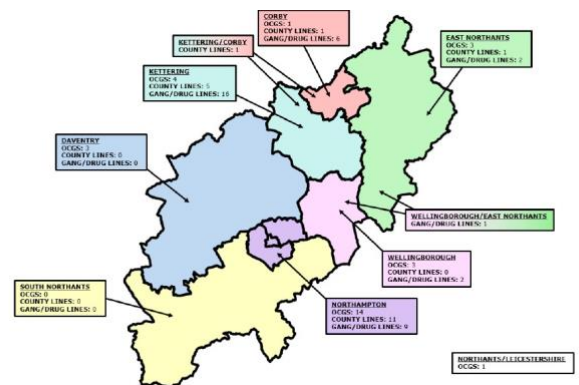 CORBY
OCGS: 1
COUNTY LINES: 1
GANG/DRUG LINES: 6
KETTERING/CORBY
COUNTY LINES: 1
EAST NORTHANTS
OCGS: 3
COUNTY LINES: 1
GANG/DRUG LINES: 2
KETTERING
OCGS: 4
COUNTY LINES: 5
GANG/DRUG LINES: 16
DAVENTRY
OCGS: 3
COUNTY LINES: 0
GANG/DRUG LINES: 0
WELLINGBOROUGH/EAST NORTHANTS
GANG/DRUG LINES: 1
WELLINGBOROUGH
OCGS: 3
COUNTY LINES: 0
GANG/DRUG LINES: 2
SOUTH NORTHANTS
OCGS: 0
COUNTY LINES: 0
GANG/DRUG LINES: 0
NORTHAMPTON
OCGS: 14
COUNTY LINES: 11
GANG/DRUG LINES: 9
NORTHANTS/LEICESTERSHIRE
OCGS: 1